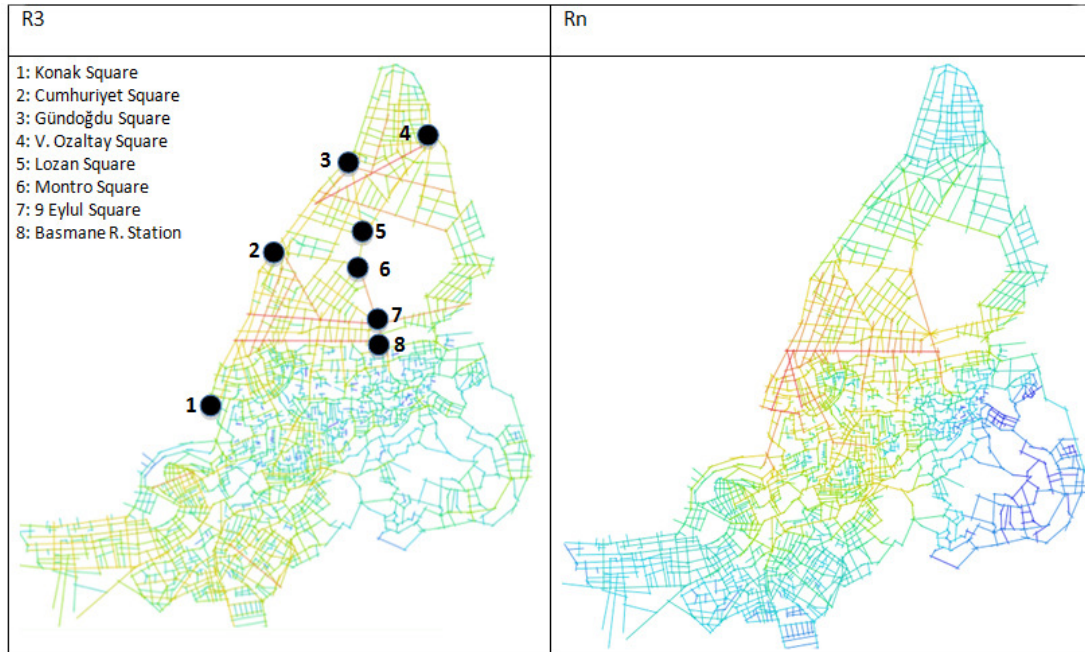 R3
Rn
1: Konak Square
2: Cumhuriyet Square
3: Gündoğdu Square
4: V. Ozaltay Square
5: Lozan Square
6: Montro Square
7: 9 Eylul Square
8: Basmane R. Station
4
3
5
2
6
7
8
1